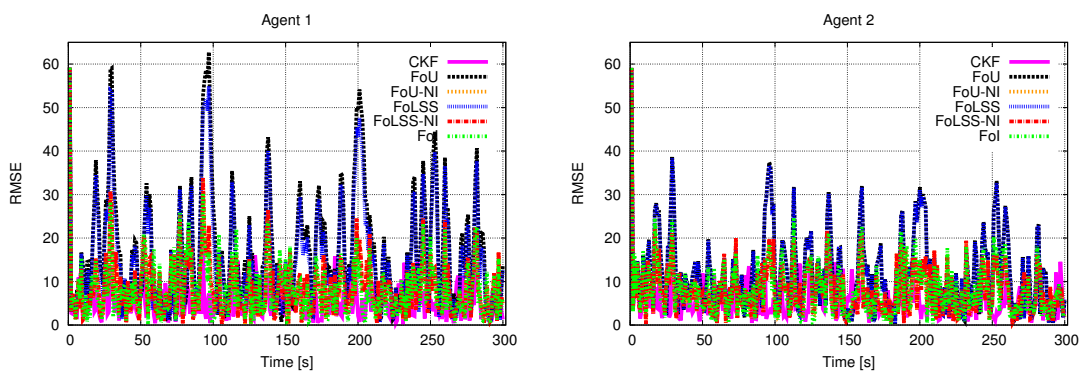 Agent 1
60
50
40
30
20
10
0
RMSE
0 50 100 150 200 250 300
Time [s]
CKF
FoU
FoU-NI
FoLSS
FoLSS-NI
FoI
Agent 2
60
50
40
30
20
10
0
RMSE
0 50 100 150 200 250 300
Time [s]
CKF
FoU
FoU-NI
FoLSS
FoLSS-NI
FoI